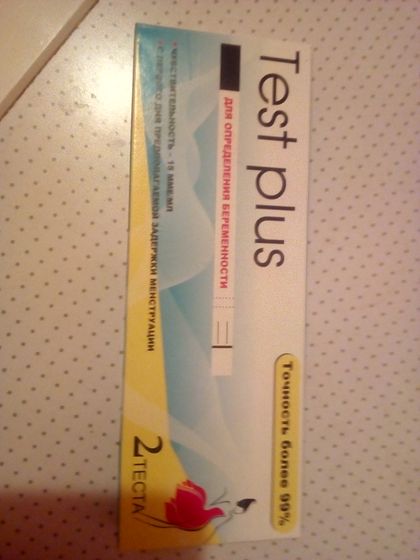 Test plus
Точность более 99%
ДЛЯ ОПРЕДЕЛЕНИЯ БЕРЕМЕННОСТИ
• ЧУВСТВИТЕЛЬНОСТЬ - 15 ММЕ/МЛ
• С ПЕРВОГО ДНЯ ПРЕДПОЛАГАЕМОЙ ЗАДЕРЖКИ МЕНСТРУАЦИИ
2 ТЕСТА